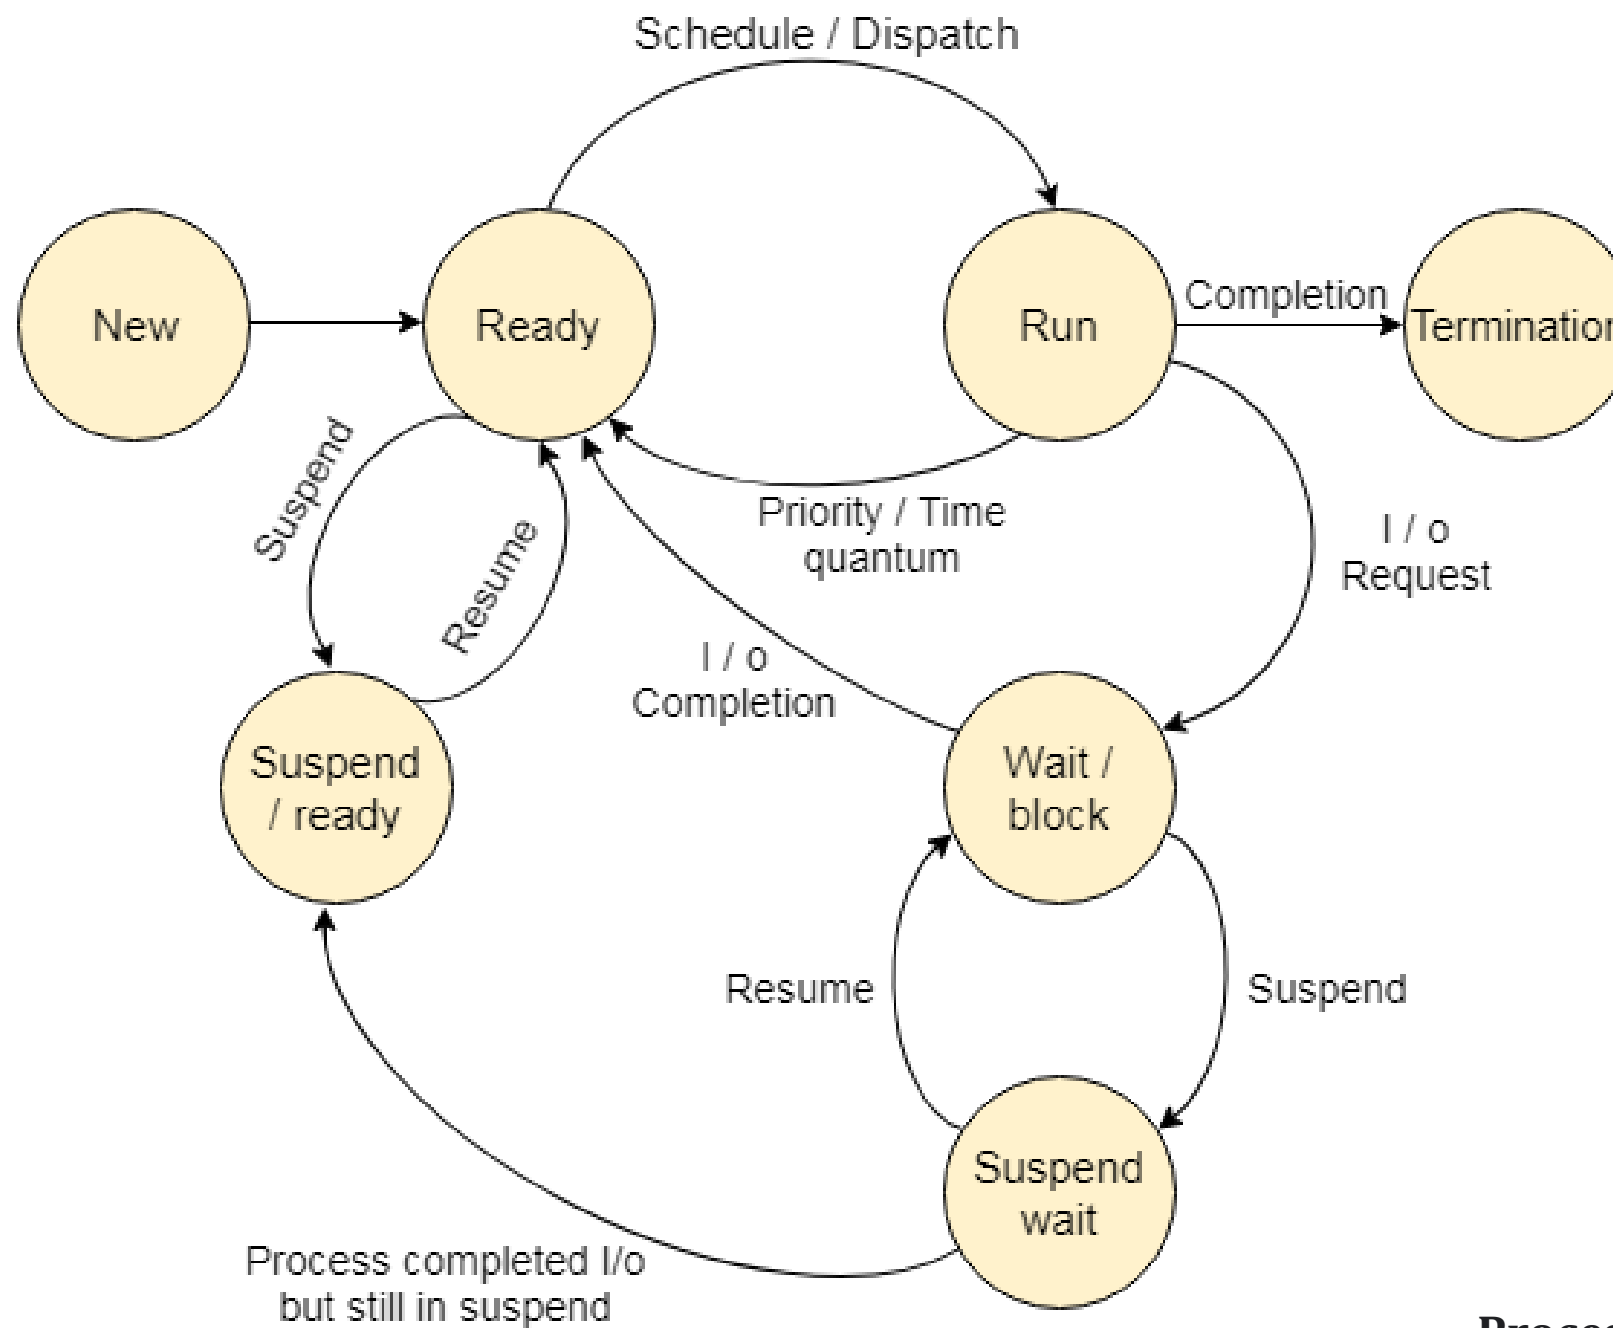 Schedule / Dispatch
New
Ready
Run
Completion
Suspend
Resume
Priority / Time
quantum
I / o
Request
I / o
Completion
Suspend
/ ready
Wait /
block
Resume
Suspend
Suspend
wait
Process completed I/o
but still in suspend